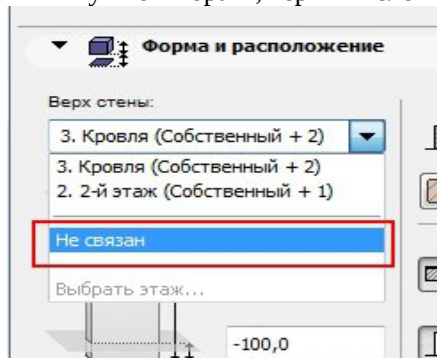 Форма и расположение
Верх стены:
3. Кровля (Собственный + 2)
3. Кровля (Собственный + 2)
2. 2-й этаж (Собственный + 1)
Не связан
Выбрать этаж...
-100,0